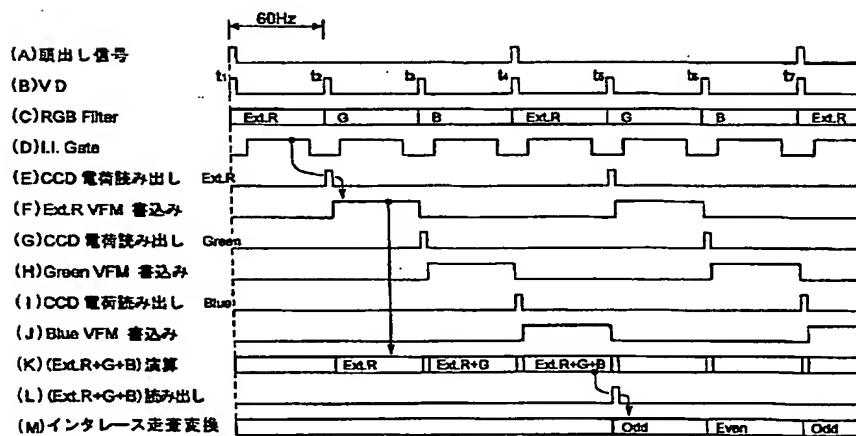 60Hz
(A)頭出し信号
(B)VD t1 t2 t3 t4 t5 t6 t7
(C)RGB Filter Ext.R G B Ext.R G B Ext.R
(D)I.I. Gate
(E)CCD 電荷読み出し Ext.R
(F)Ext.R VFM 書込み
(G)CCD 電荷読み出し Green
(H)Green VFM 書込み
(I)CCD 電荷読み出し Blue
(J)Blue VFM 書込み
(K)(Ext.R+G+B)演算 Ext.R Ext.R+G Ext.R+G+B
(L)(Ext.R+G+B)読み出し
(M)インタレース走査変換 Odd Even Odd